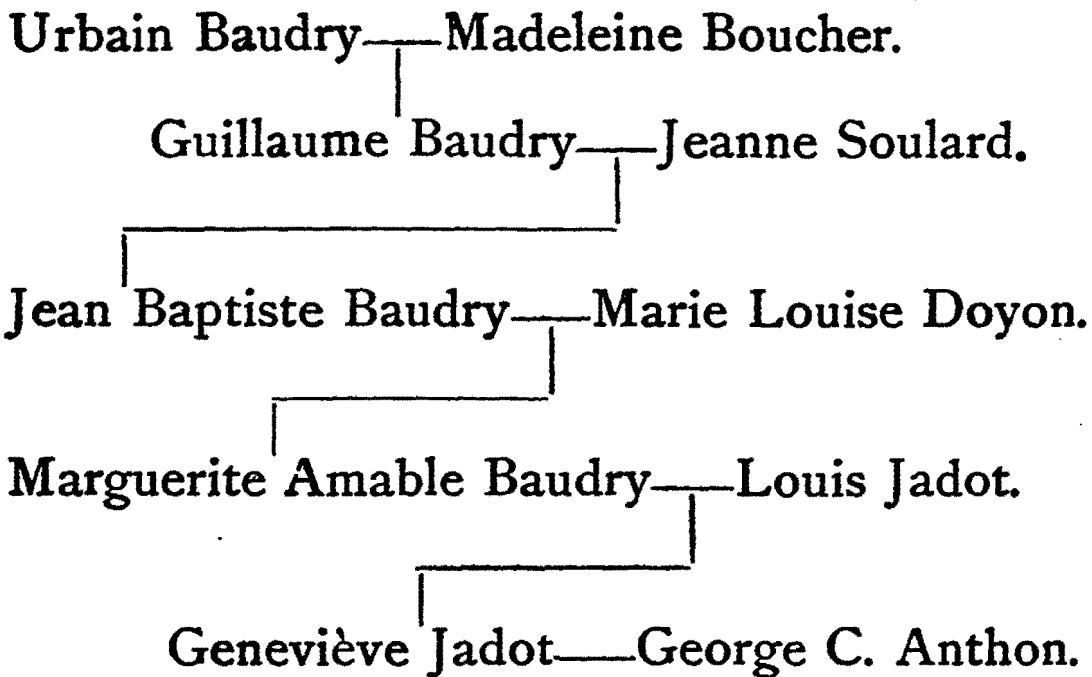 Urbain Baudry—Madeleine Boucher.
Guillaume Baudry—Jeanne Soulard.
Jean Baptiste Baudry—Marie Louise Doyon.
Marguerite Amable Baudry—Louis Jadot.
Geneviève Jadot—George C. Anthon.